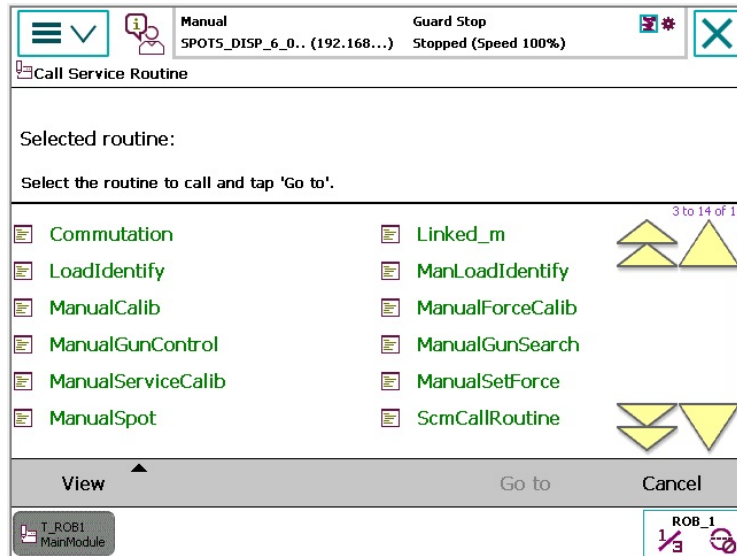 Manual
Guard Stop
SPOTS_DISP_6_0.. (192.168...)
Stopped (Speed 100%)
Call Service Routine
Selected routine:
Select the routine to call and tap 'Go to'.
3 to 14 of 1
Commutation
Linked_m
LoadIdentify
ManLoadIdentify
ManualCalib
ManualForceCalib
ManualGunControl
ManualGunSearch
ManualServiceCalib
ManualSetForce
ManualSpot
ScmCallRoutine
View
Go to
Cancel
T_ROB1
MainModule
ROB_1
1/3